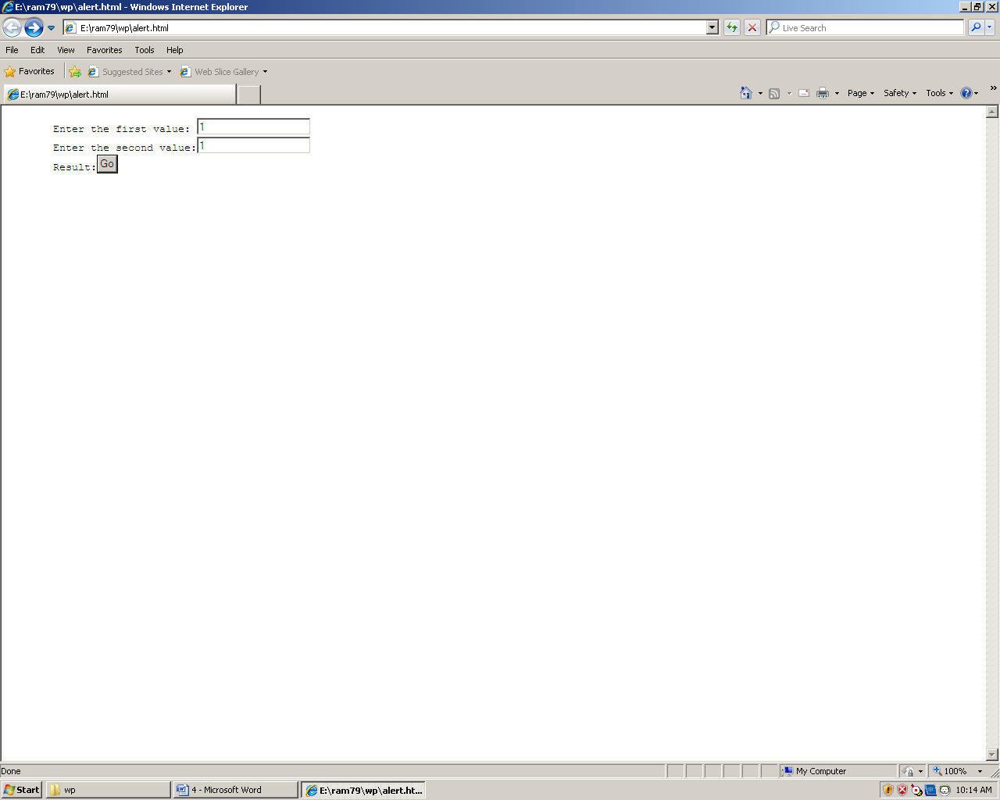 E:\ram79\wp\alert.html - Windows Internet Explorer
E:\ram79\wp\alert.html
Live Search
File Edit View Favorites Tools Help
Favorites Suggested Sites Web Slice Gallery
E:\ram79\wp\alert.html
Page Safety Tools »
Enter the first value: 1
Enter the second value: 1
Result: Go
Done My Computer 100%
Start wp 4 - Microsoft Word E:\ram79\wp\alert.ht... 10:14 AM